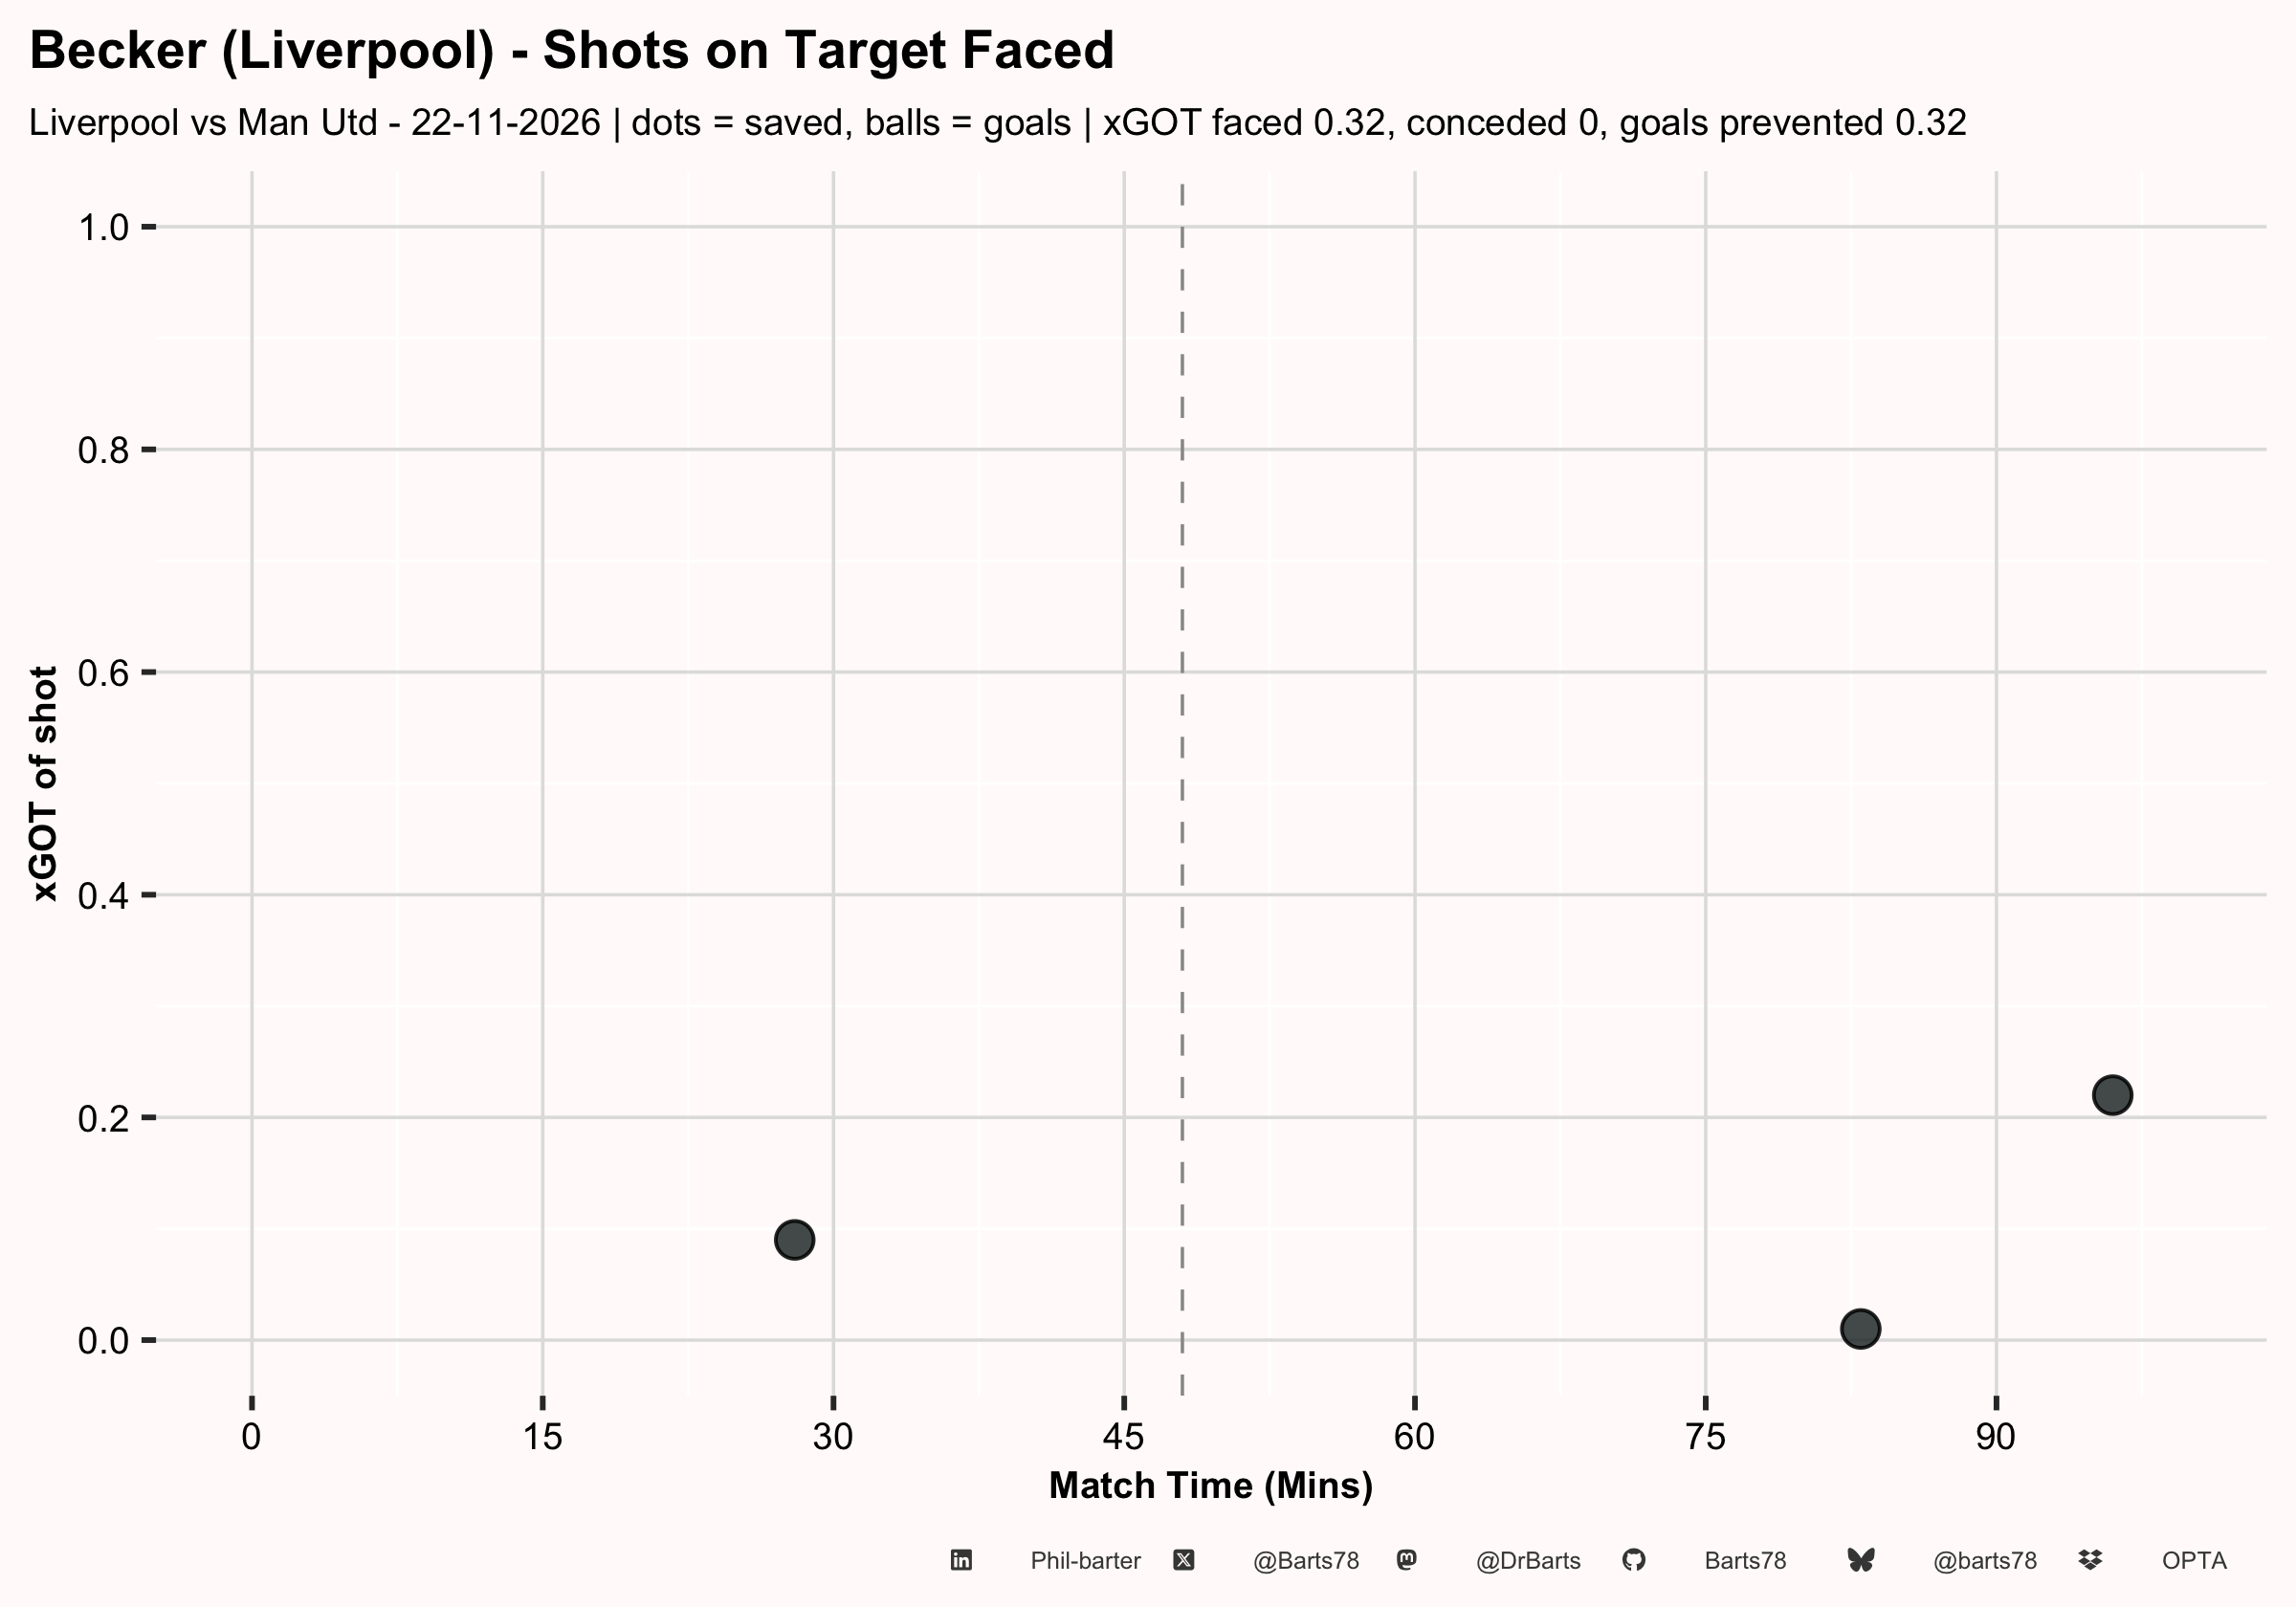 Becker (Liverpool) - Shots on Target Faced
Liverpool vs Man Utd - 22-11-2026 | dots = saved, balls = goals | xGOT faced 0.32, conceded 0, goals prevented 0.32
xGOT of shot
1.0
0.8
0.6
0.4
0.2
0.0
0 15 30 45 60 75 90
Match Time (Mins)
Phil-barter @Barts78 @DrBarts Barts78 @barts78 OPTA